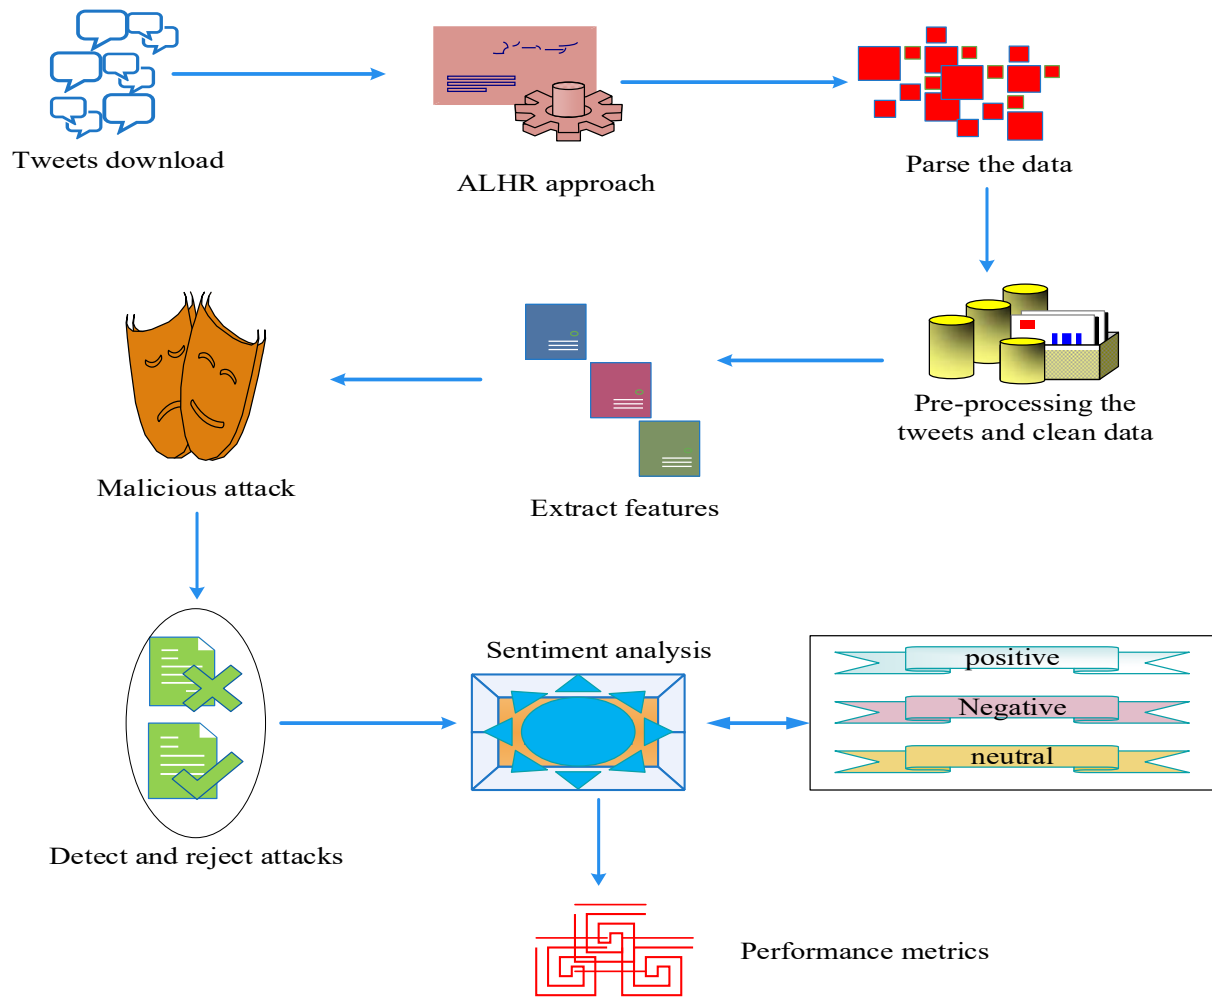 Tweets download
ALHR approach
Parse the data
Pre-processing the
tweets and clean data
Extract features
Malicious attack
Detect and reject attacks
Sentiment analysis
positive
Negative
neutral
Performance metrics